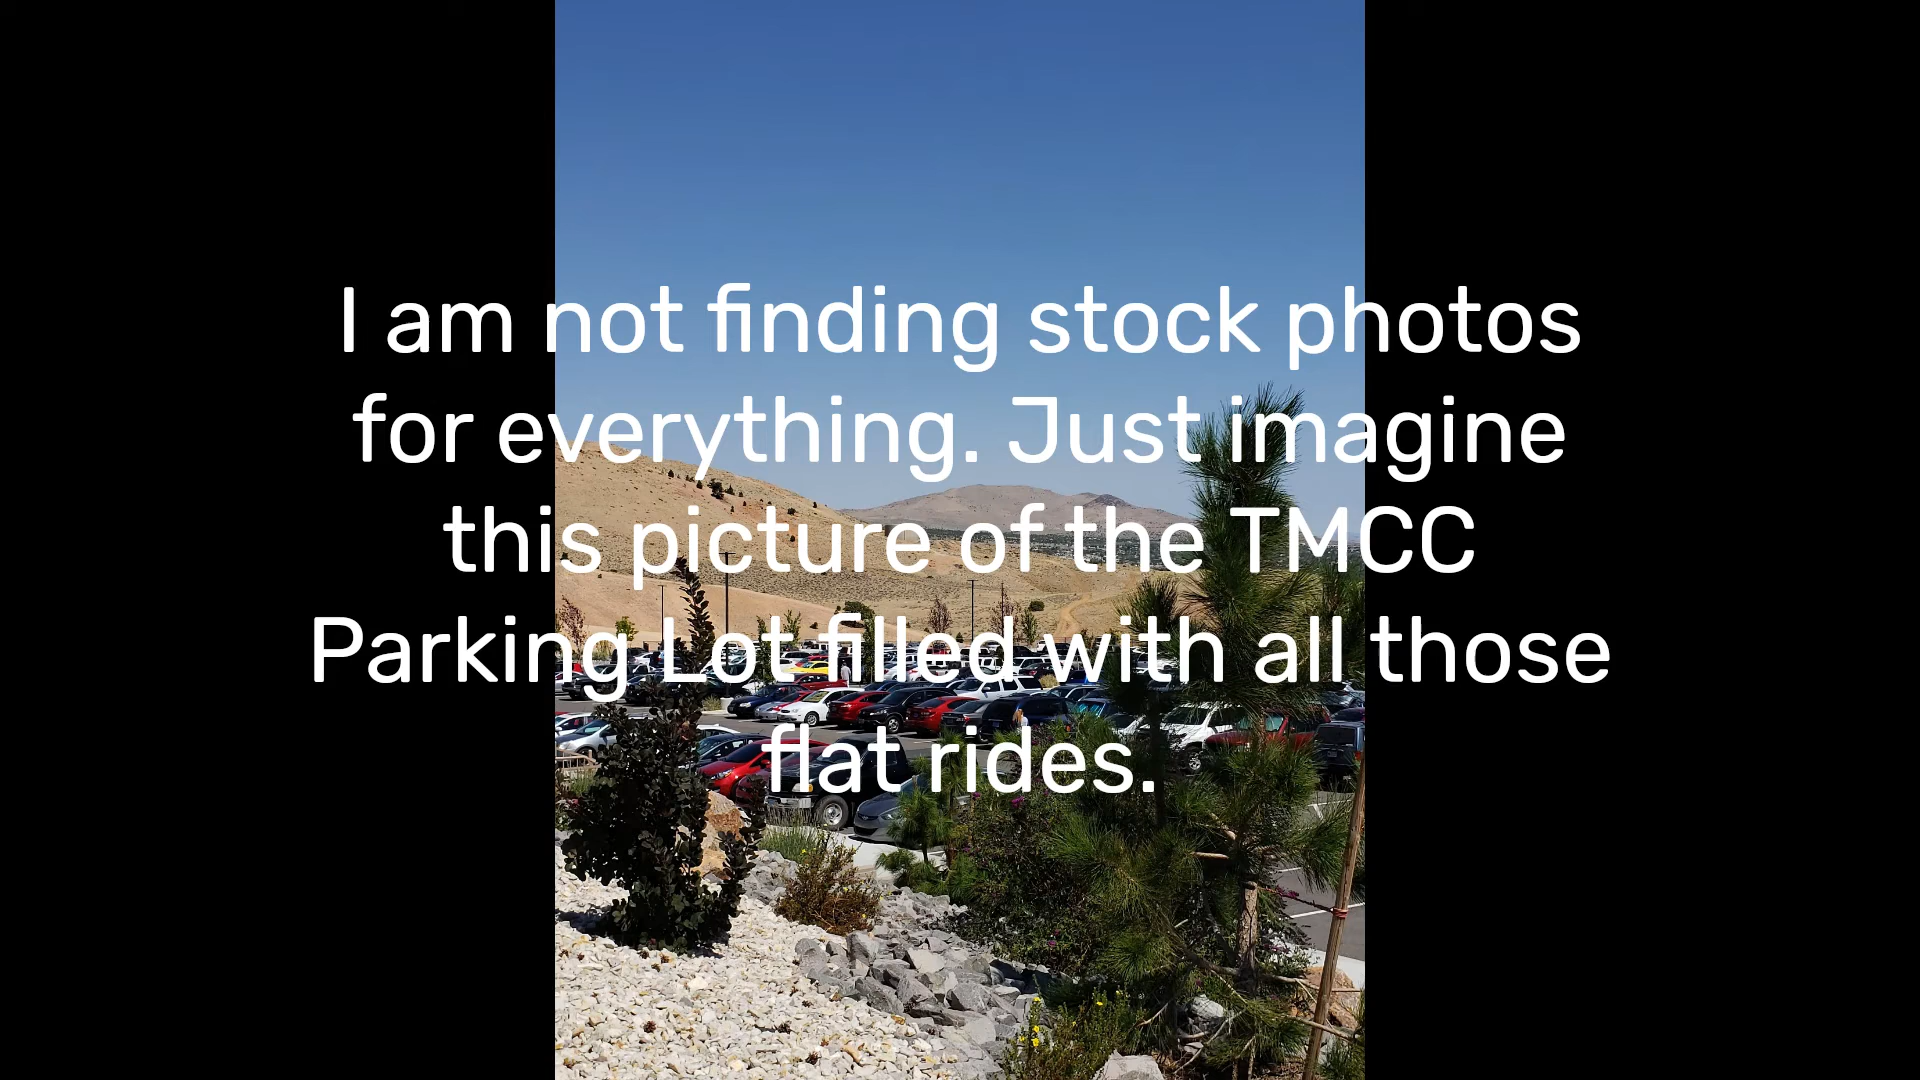 I am not finding stock photos
for everything. Just imagine
this picture of the TMCC
Parking Lot filled with all those
flat rides.